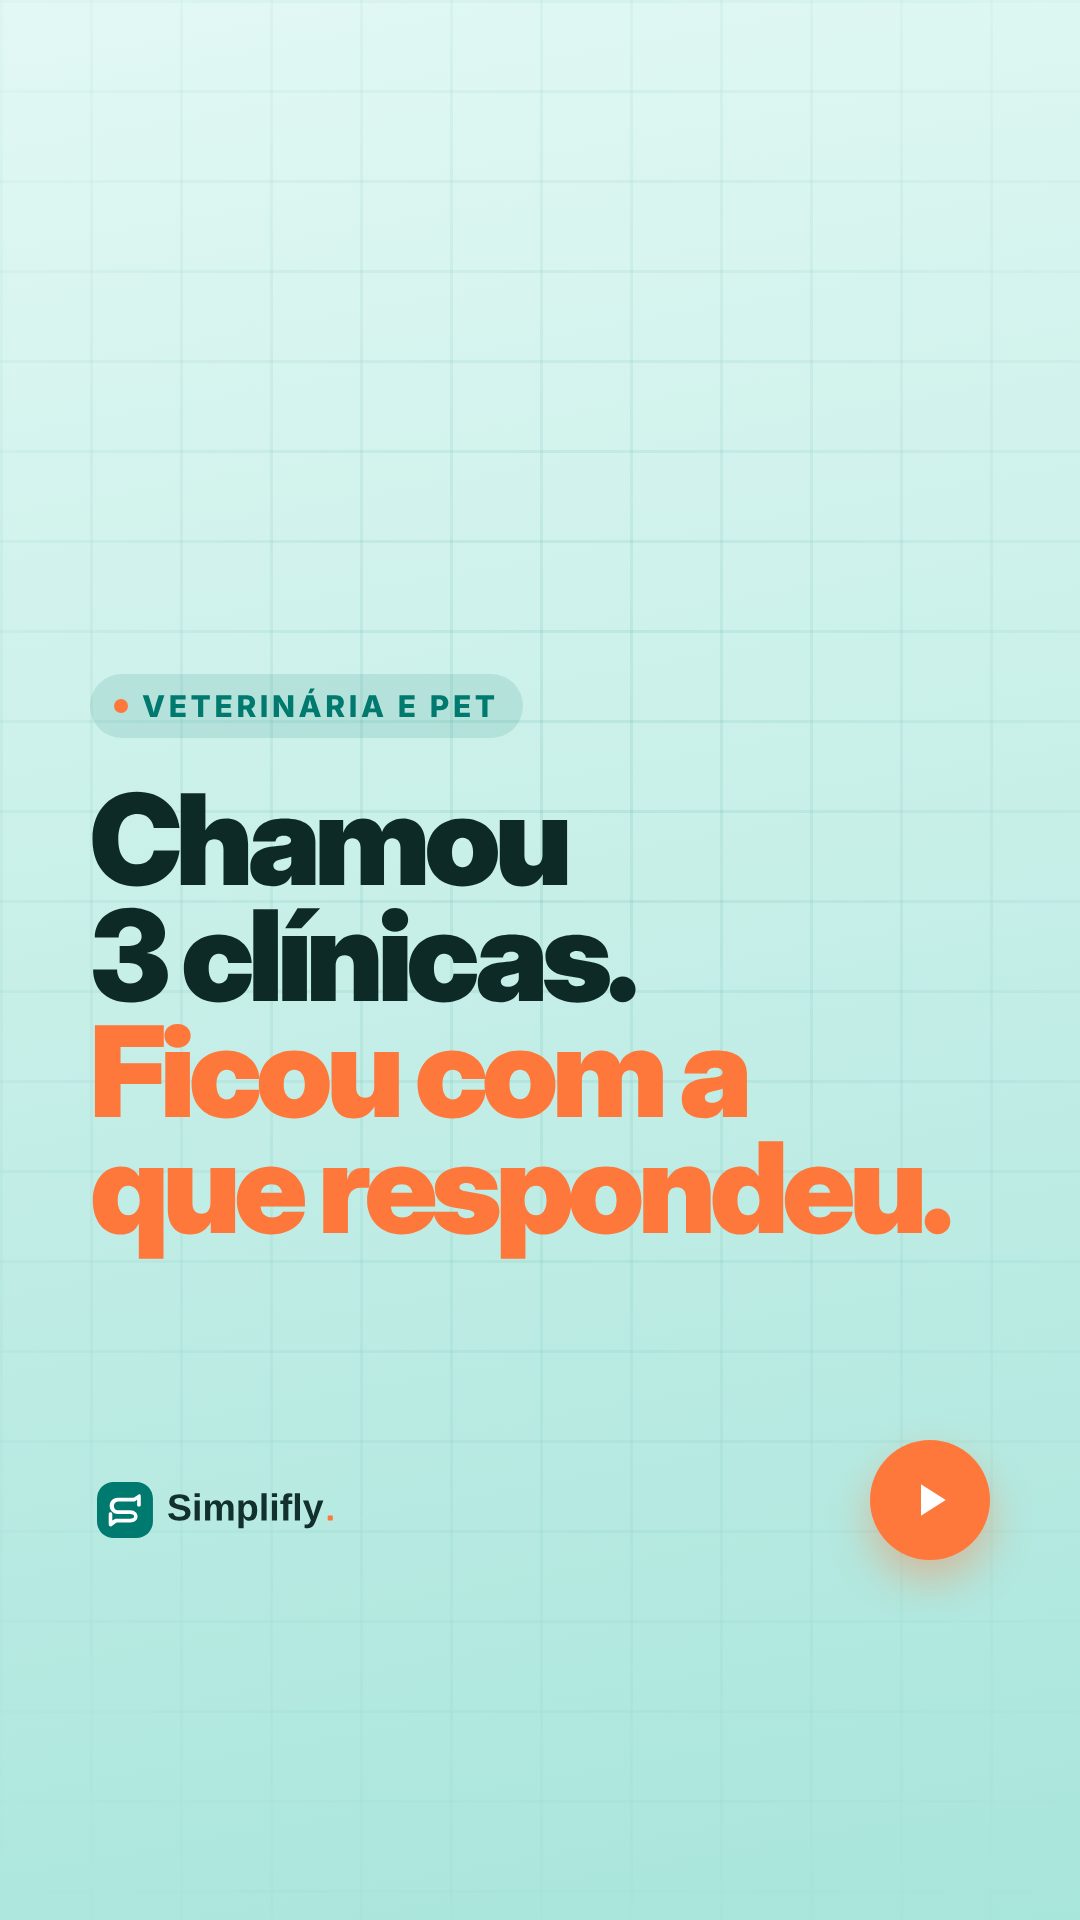 VETERINÁRIA E PET
Chamou
3 clínicas.
Ficou com a
que respondeu.
Simplifly.